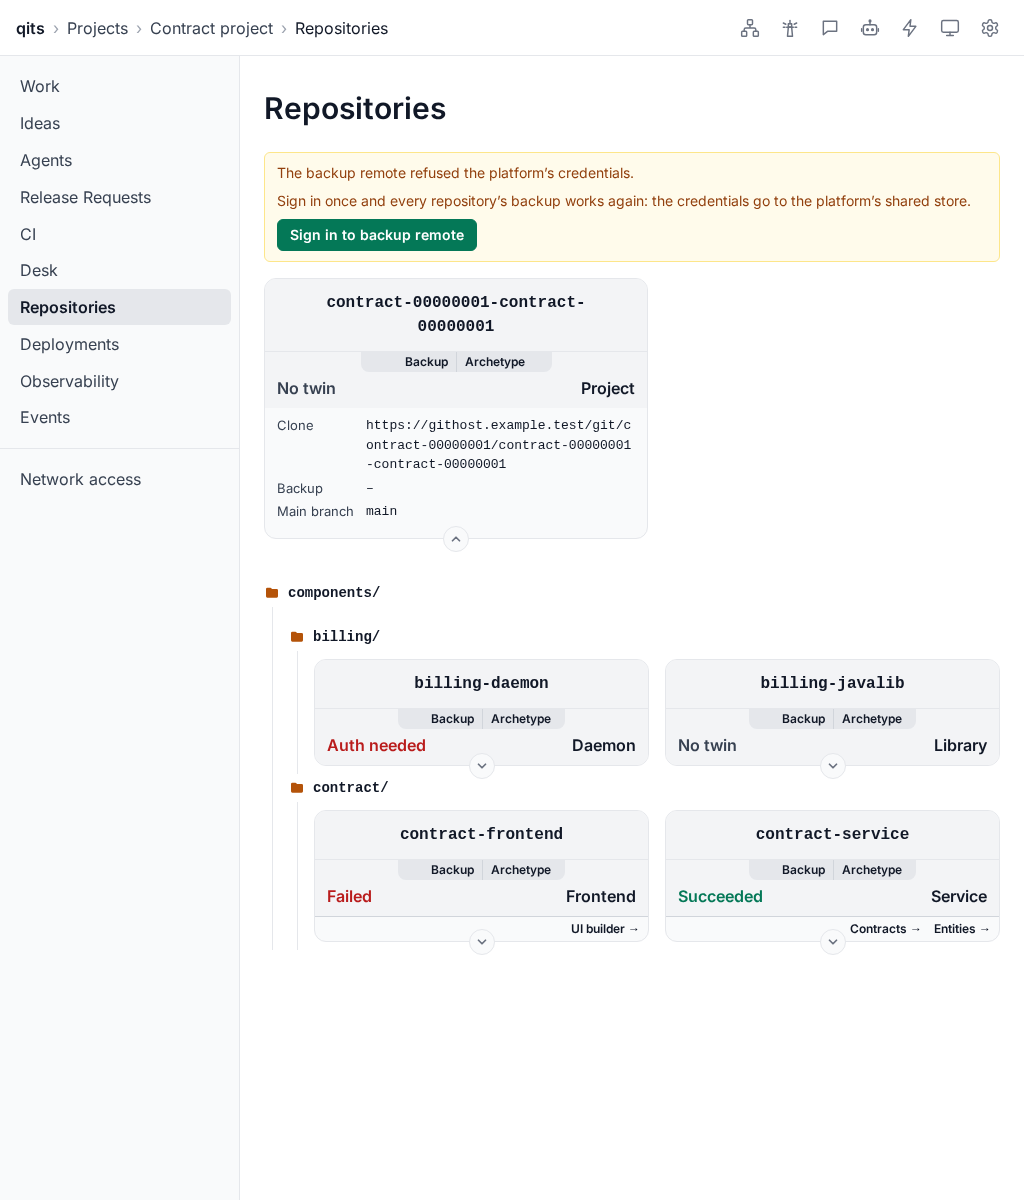 qits › Projects › Contract project › Repositories
Work
Ideas
Agents
Release Requests
CI
Desk
Repositories
Deployments
Observability
Events
Network access
Repositories
The backup remote refused the platform’s credentials.
Sign in once and every repository’s backup works again: the credentials go to the platform’s shared store.
Sign in to backup remote
contract-00000001-contract-
00000001
Backup Archetype
No twin Project
Clone https://githost.example.test/git/c
ontract-00000001/contract-00000001
-contract-00000001
Backup –
Main branch main
components/
billing/
billing-daemon
Backup Archetype
Auth needed Daemon
billing-javalib
Backup Archetype
No twin Library
contract/
contract-frontend
Backup Archetype
Failed Frontend
UI builder →
contract-service
Backup Archetype
Succeeded Service
Contracts → Entities →